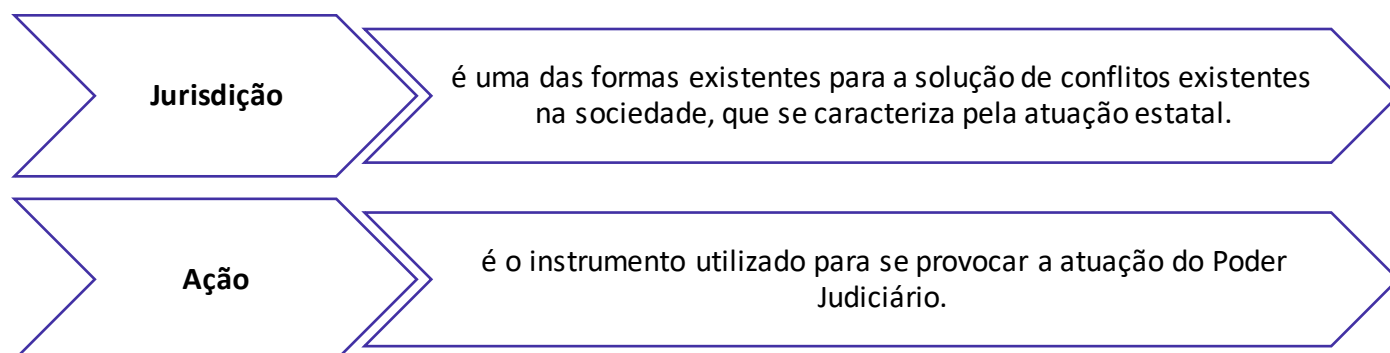 Jurisdição
é uma das formas existentes para a solução de conflitos existentes
na sociedade, que se caracteriza pela atuação estatal.
Ação
é o instrumento utilizado para se provocar a atuação do Poder
Judiciário.